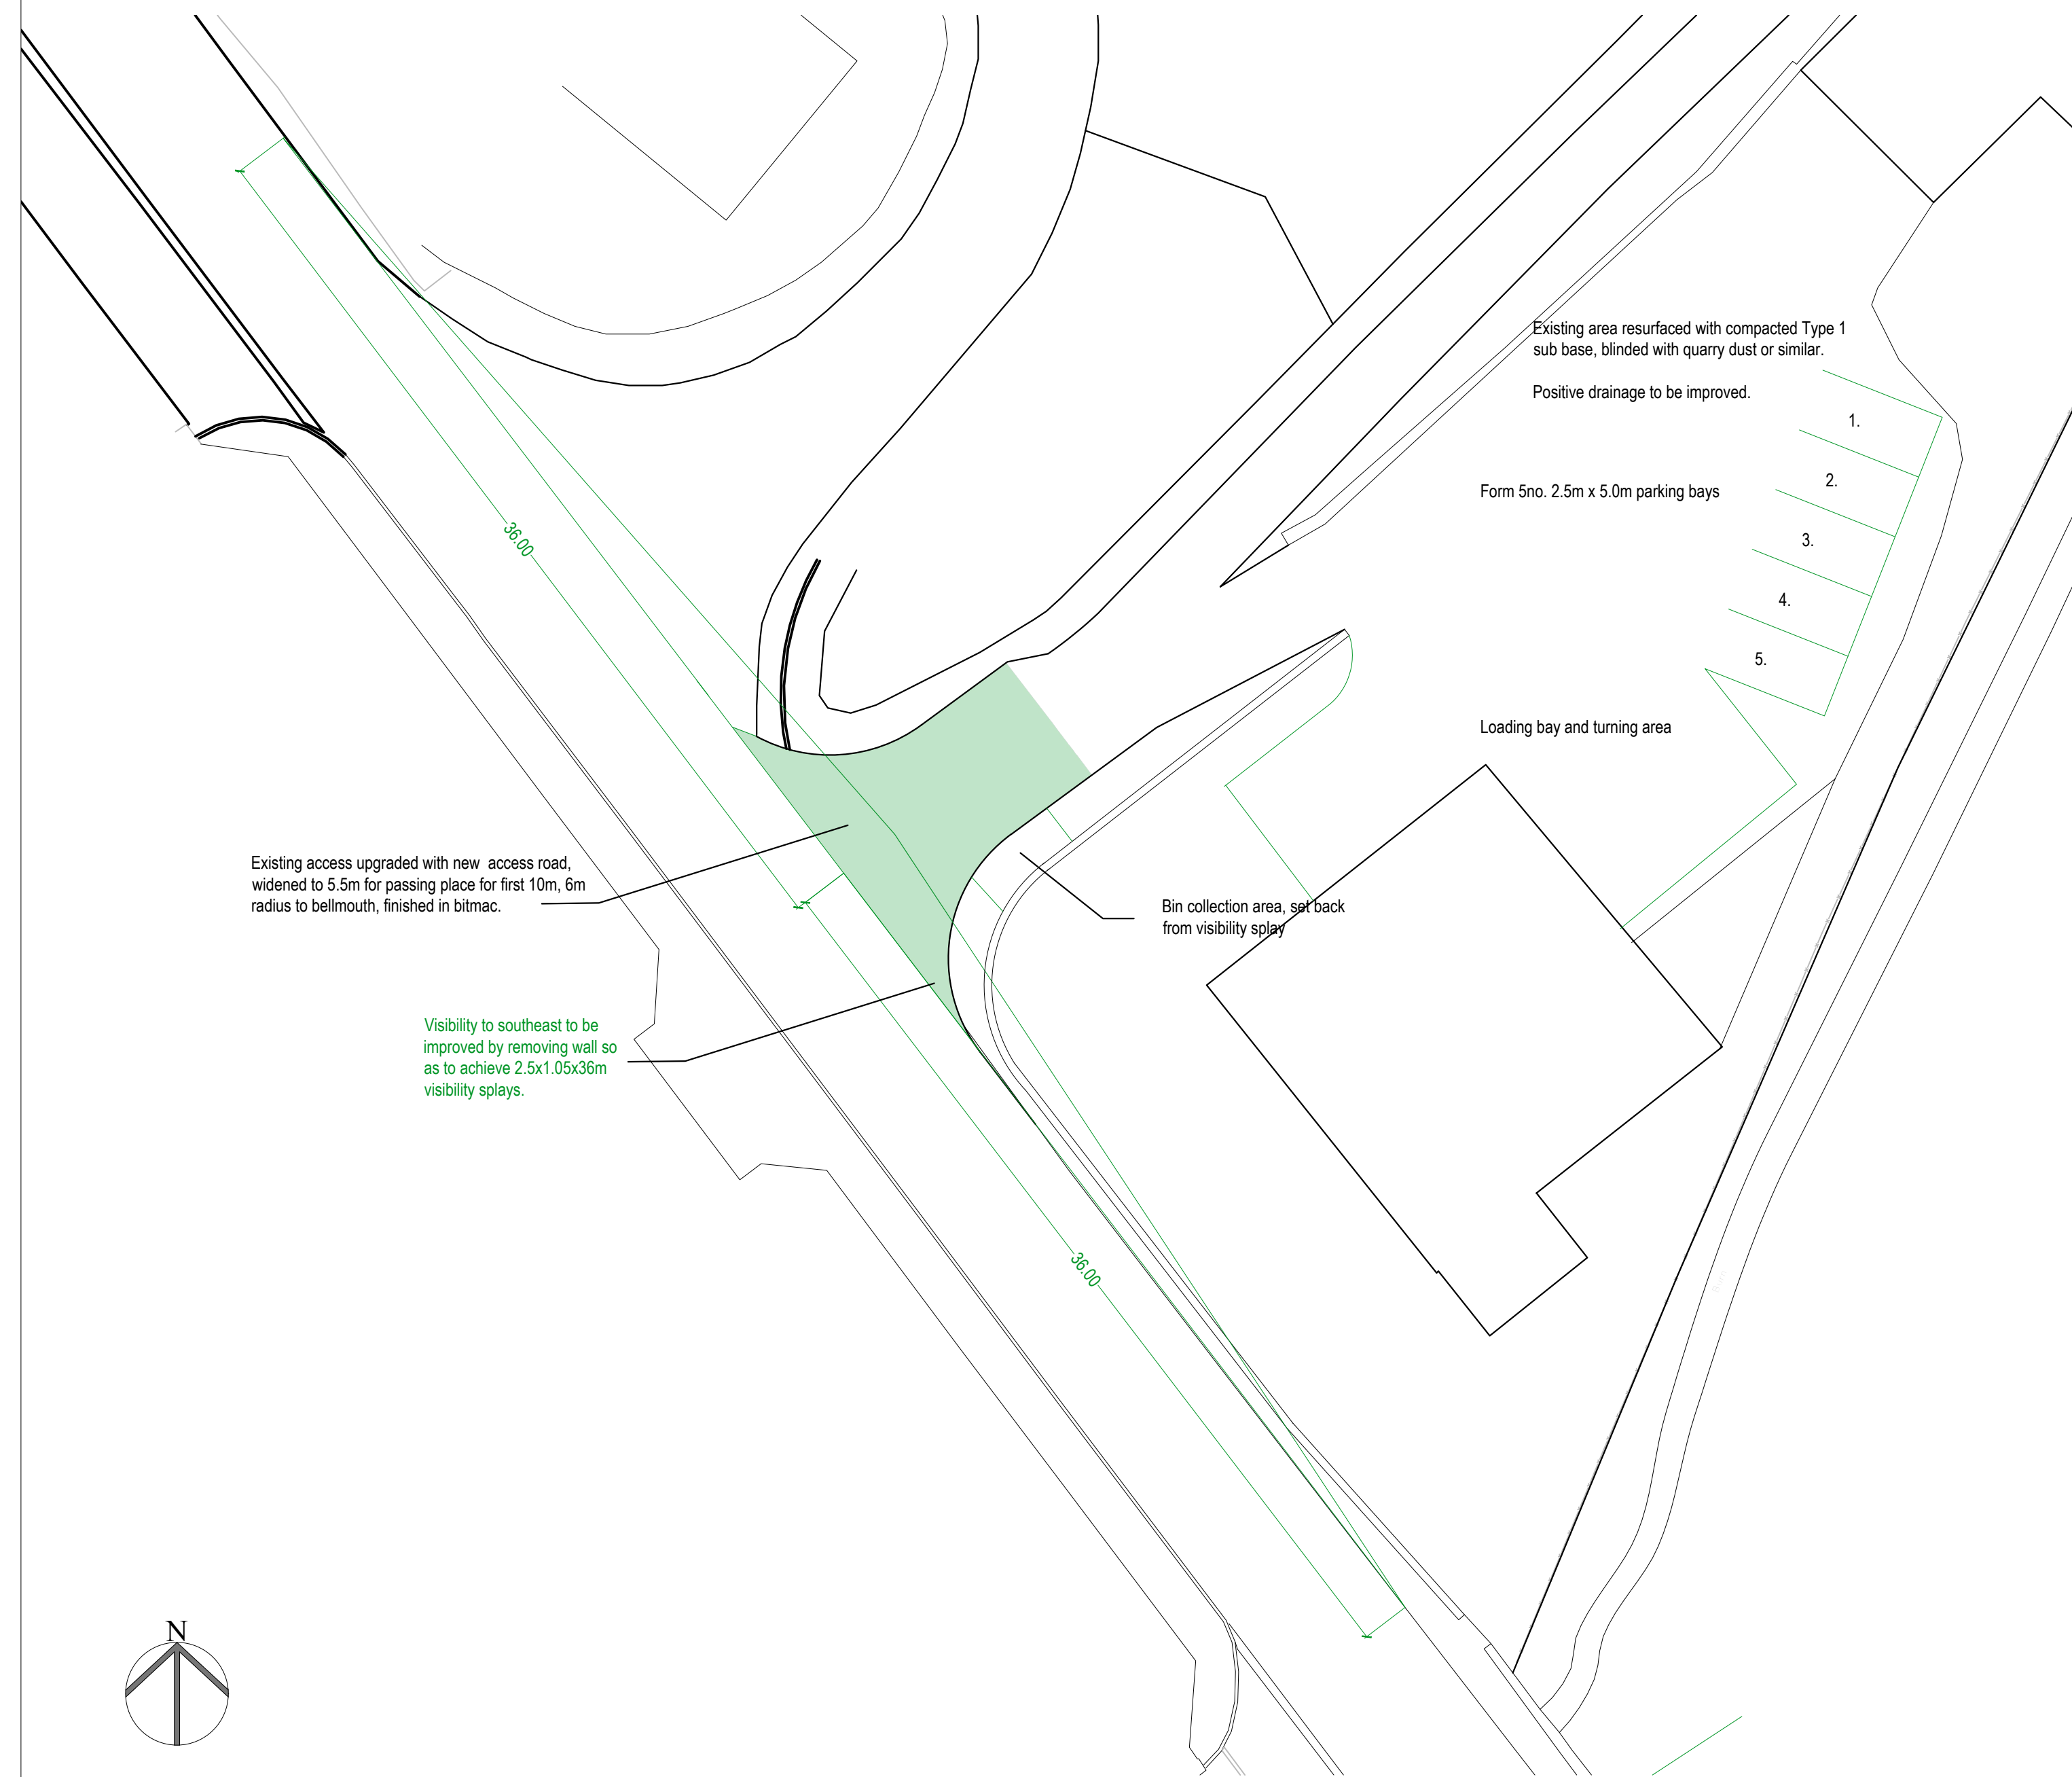 Existing area resurfaced with compacted Type 1
sub base, blinded with quarry dust or similar.
Positive drainage to be improved.
1.
2.
Form 5no. 2.5m x 5.0m parking bays
3.
4.
5.
36.00
Loading bay and turning area
Existing access upgraded with new access road,
widened to 5.5m for passing place for first 10m, 6m
radius to bellmouth, finished in bitmac.
Bin collection area, set back
from visibility splay
Visibility to southeast to be
improved by removing wall so
as to achieve 2.5x1.05x36m
visibility splays.
36.00
N